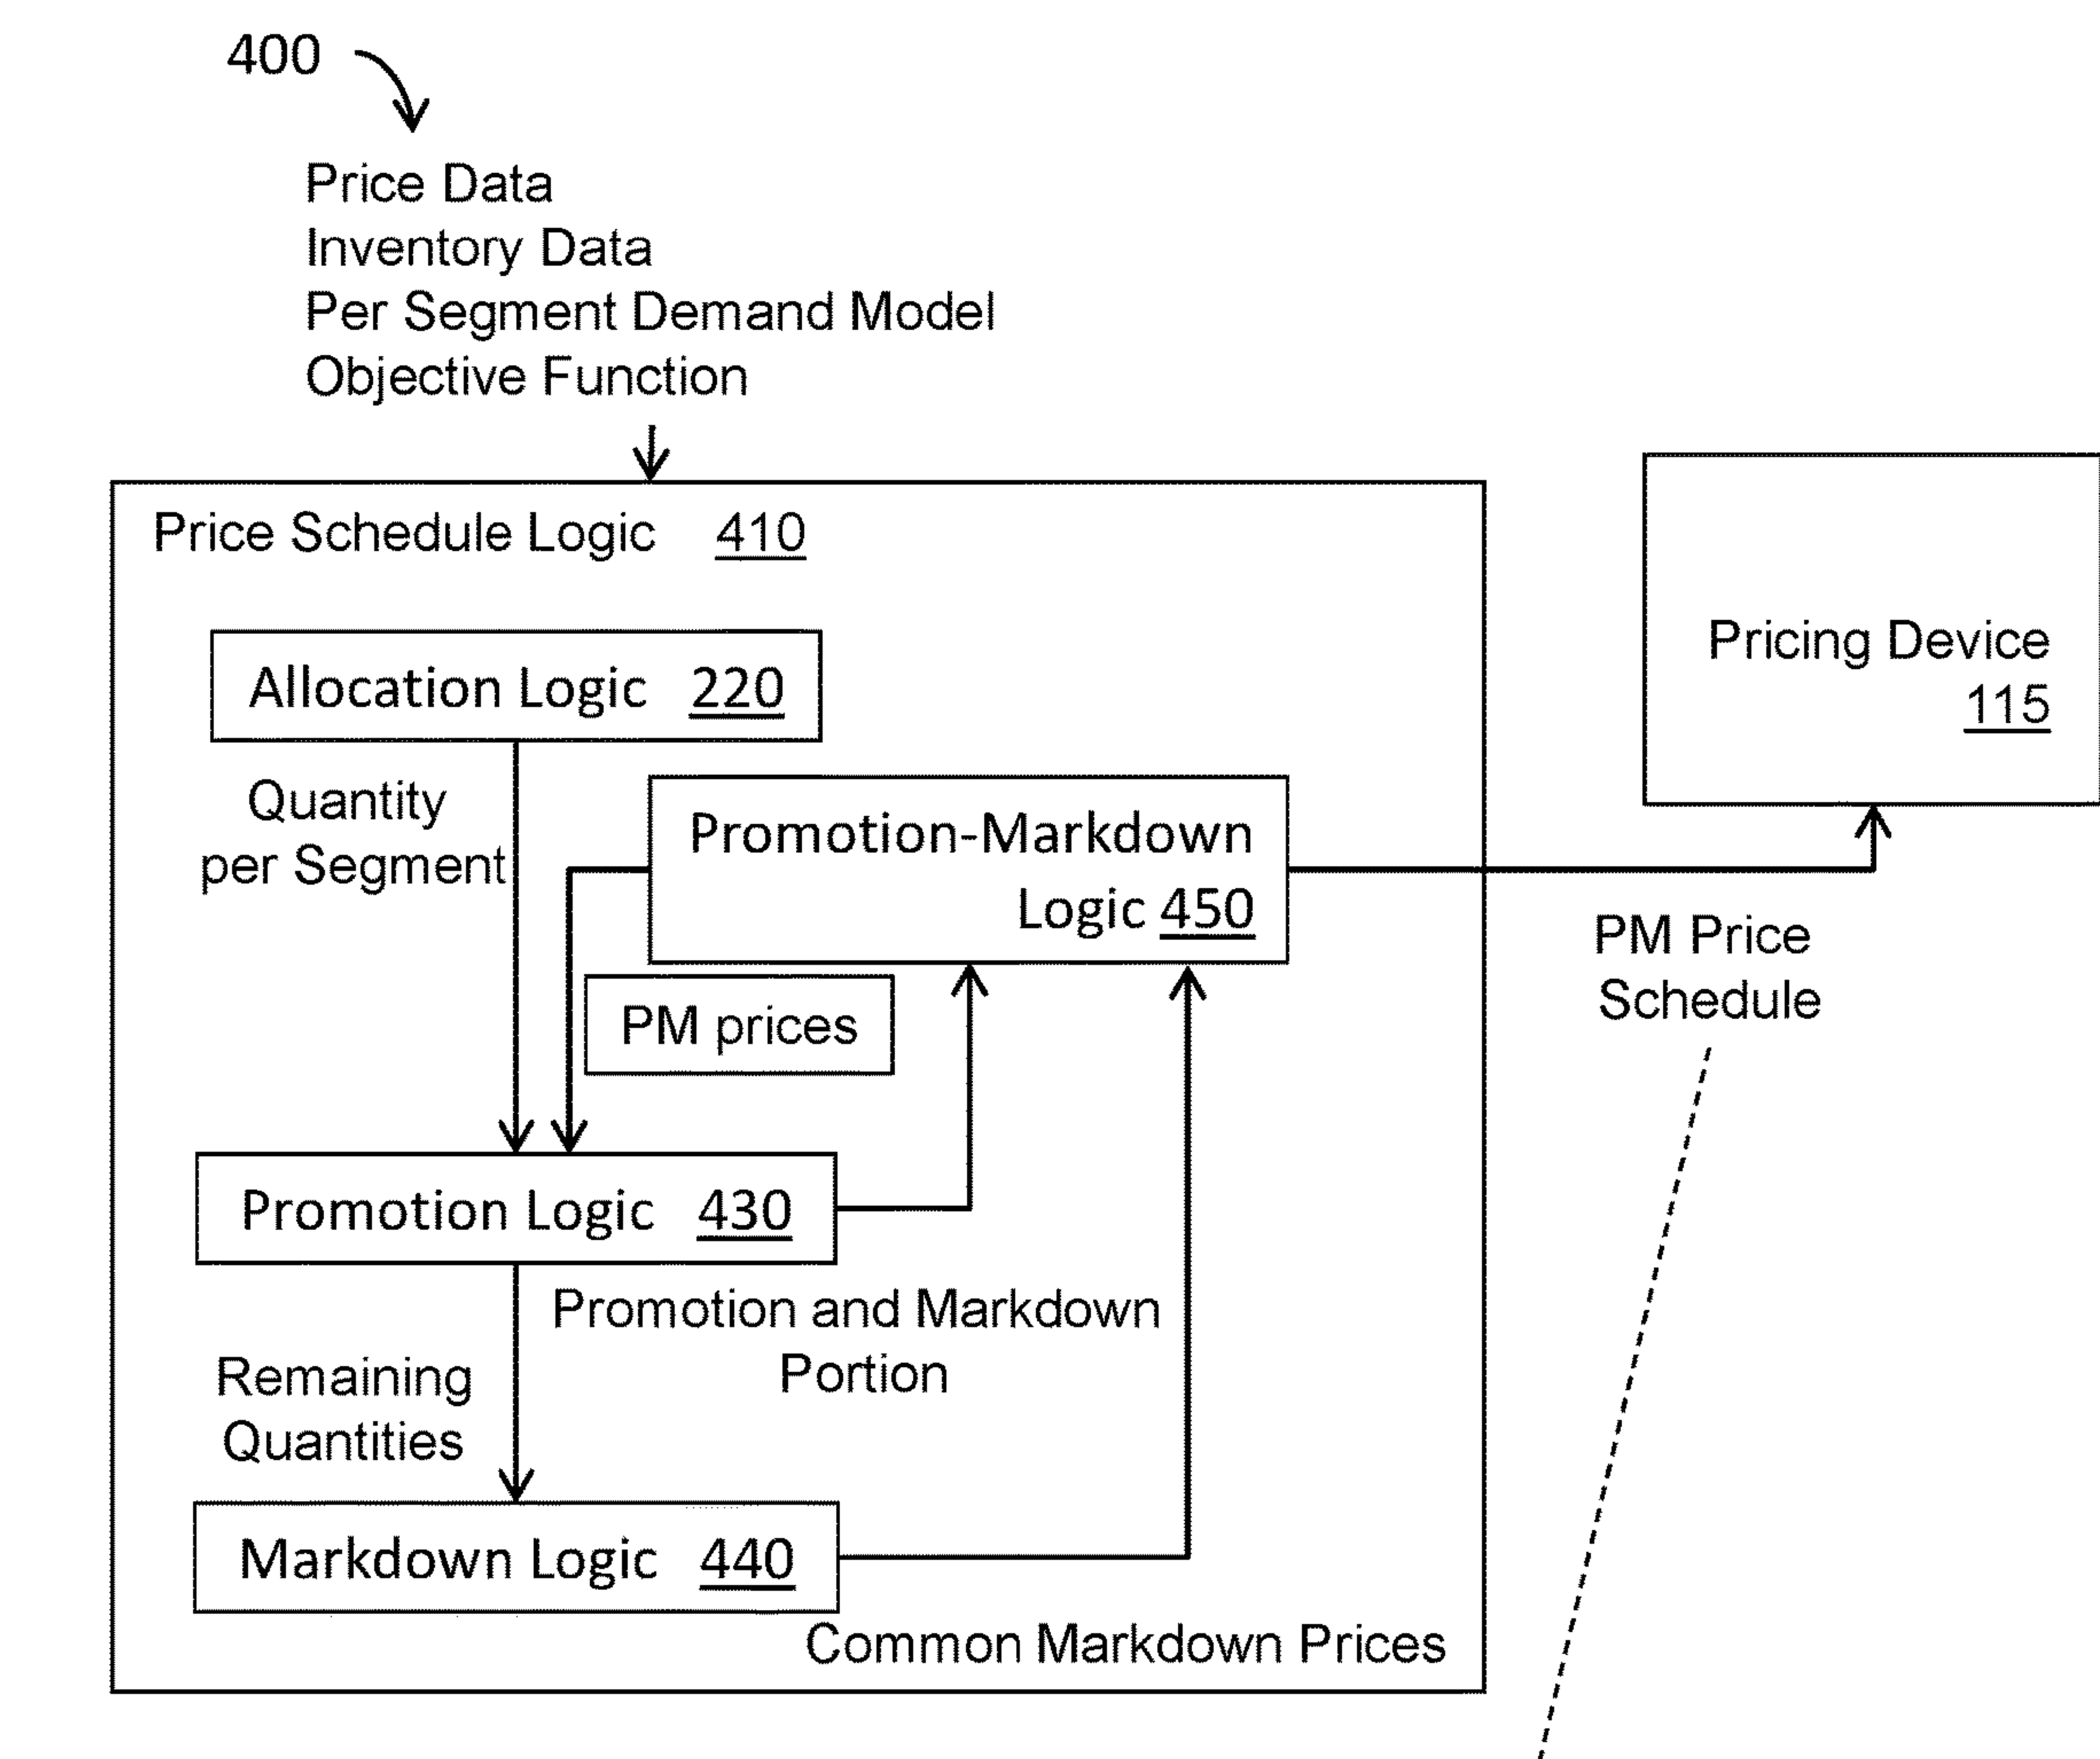 400
Price Data
Inventory Data
Per Segment Demand Model
Objective Function
Price Schedule Logic 410
Allocation Logic 220
Quantity
per Segment
Promotion-Markdown
Logic 450
PM prices
Pricing Device
115
PM Price
Schedule
Promotion Logic 430
Promotion and Markdown
Portion
Remaining
Quantities
Markdown Logic 440
Common Markdown Prices